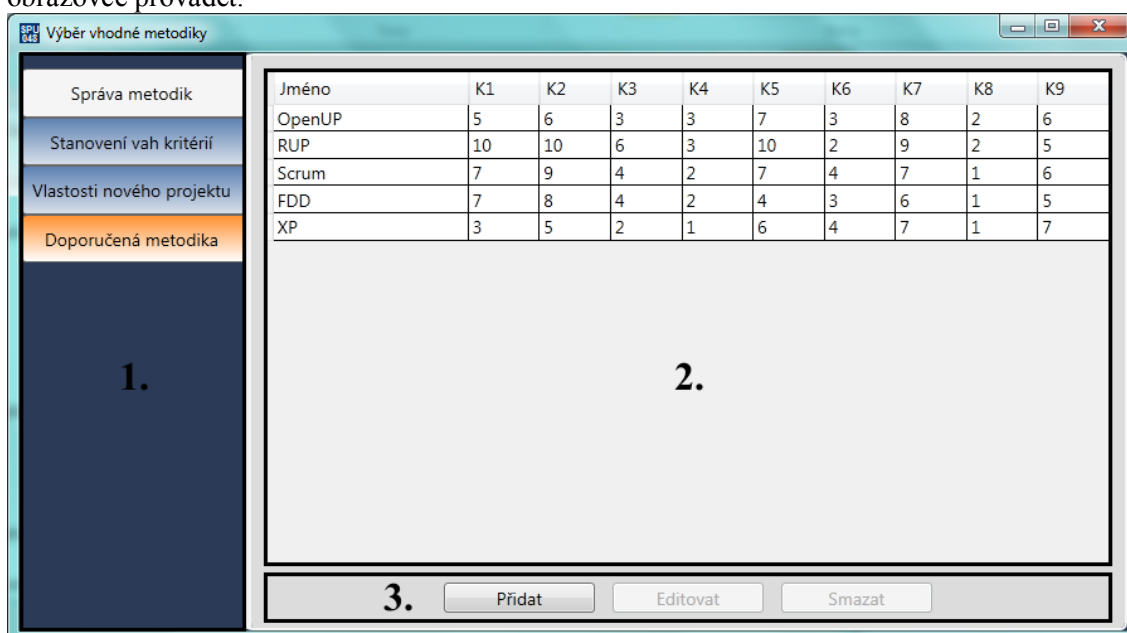 obrazovce provádět.
SPU 048 Výběr vhodné metodiky
Správa metodik
Stanovení vah kritérií
Vlastosti nového projektu
Doporučená metodika
1.
Jméno K1 K2 K3 K4 K5 K6 K7 K8 K9
OpenUP 5 6 3 3 7 3 8 2 6
RUP 10 10 6 3 10 2 9 2 5
Scrum 7 9 4 2 7 4 7 1 6
FDD 7 8 4 2 4 3 6 1 5
XP 3 5 2 1 6 4 7 1 7
2.
3. Přidat Editovat Smazat